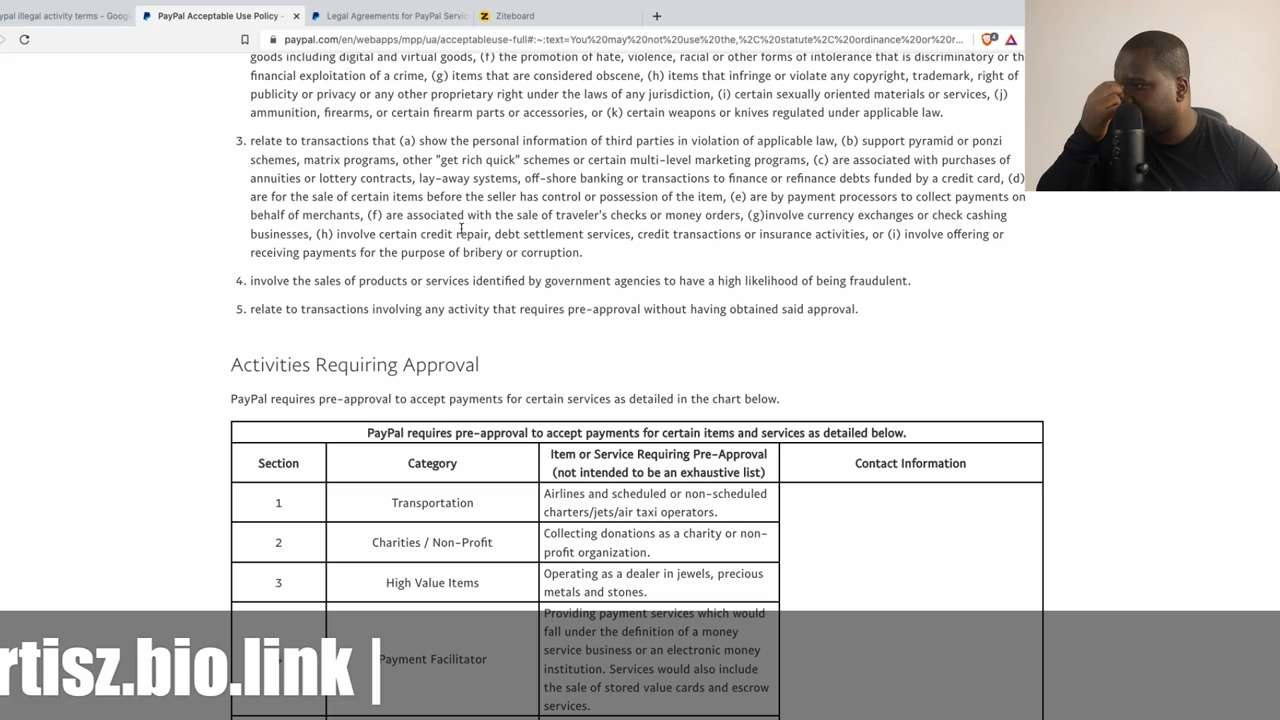 ypal illegal activity terms - Goog
PayPal Acceptable Use Policy -
Legal Agreements for PayPal Servic
Ziteboard
paypal.com/en/webapps/mpp/ua/acceptableuse-full#:~:text=You%20may%20not%20use%20the,%2C%20statute%2C%20ordinance%20or%20r...
goods including digital and virtual goods, (f) the promotion of hate, violence, racial or other forms of intolerance that is discriminatory or th
financial exploitation of a crime, (g) items that are considered obscene, (h) items that infringe or violate any copyright, trademark, right of
publicity or privacy or any other proprietary right under the laws of any jurisdiction, (i) certain sexually oriented materials or services, (j)
ammunition, firearms, or certain firearm parts or accessories, or (k) certain weapons or knives regulated under applicable law.
3. relate to transactions that (a) show the personal information of third parties in violation of applicable law, (b) support pyramid or ponzi
schemes, matrix programs, other "get rich quick" schemes or certain multi-level marketing programs, (c) are associated with purchases of
annuities or lottery contracts, lay-away systems, off-shore banking or transactions to finance or refinance debts funded by a credit card, (d)
are for the sale of certain items before the seller has control or possession of the item, (e) are by payment processors to collect payments on
behalf of merchants, (f) are associated with the sale of traveler's checks or money orders, (g)involve currency exchanges or check cashing
businesses, (h) involve certain credit repair, debt settlement services, credit transactions or insurance activities, or (i) involve offering or
receiving payments for the purpose of bribery or corruption.
4. involve the sales of products or services identified by government agencies to have a high likelihood of being fraudulent.
5. relate to transactions involving any activity that requires pre-approval without having obtained said approval.
Activities Requiring Approval
PayPal requires pre-approval to accept payments for certain services as detailed in the chart below.
PayPal requires pre-approval to accept payments for certain items and services as detailed below.
Section
Category
Item or Service Requiring Pre-Approval
(not intended to be an exhaustive list)
Contact Information
1
Transportation
Airlines and scheduled or non-scheduled
charters/jets/air taxi operators.
2
Charities / Non-Profit
Collecting donations as a charity or non-
profit organization.
3
High Value Items
Operating as a dealer in jewels, precious
metals and stones.
Payment Facilitator
Providing payment services which would
fall under the definition of a money
service business or an electronic money
institution. Services would also include
the sale of stored value cards and escrow
services.
rtisz.bio.link |